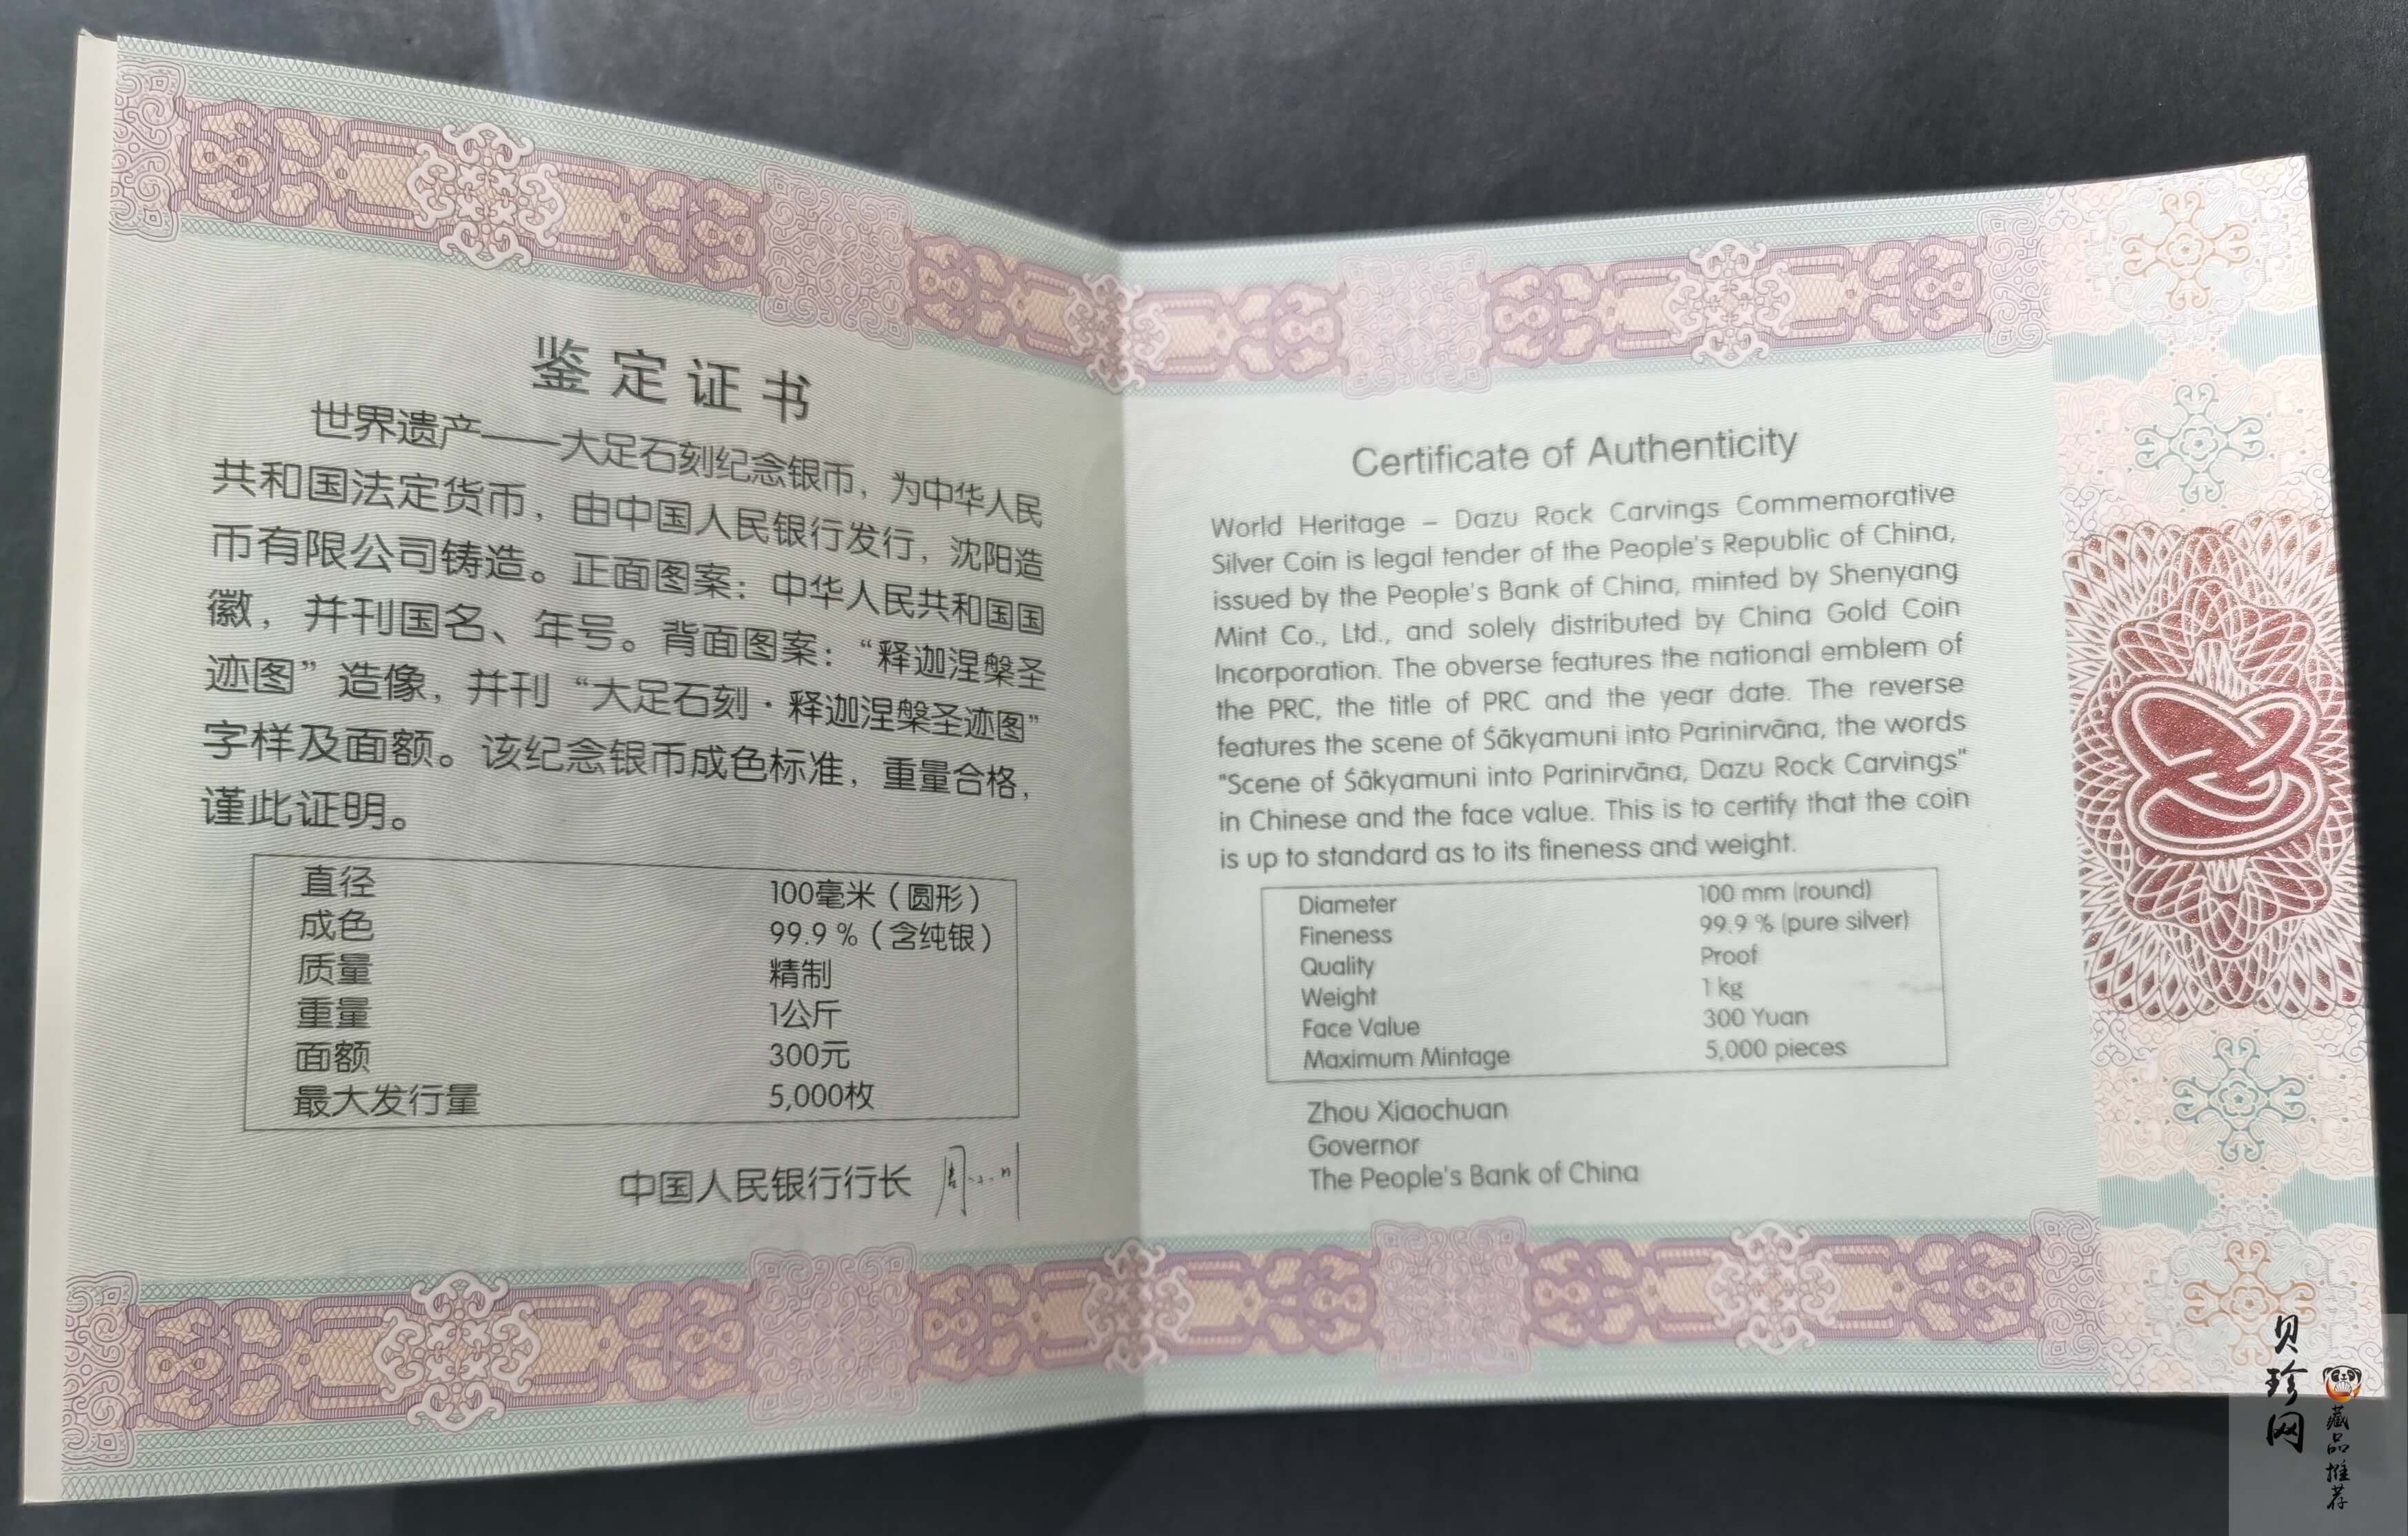 鉴定证书
世界遗产——大足石刻纪念银币，为中华人民
共和国法定货币，由中国人民银行发行，沈阳造
币有限公司铸造。正面图案：中华人民共和国国
徽，并刊国名、年号。背面图案：“释迦涅槃圣
迹图”造像，并刊“大足石刻·释迦涅槃圣迹图”
字样及面额。该纪念银币成色标准，重量合格，
谨此证明。
直径 100毫米（圆形）
成色 99.9％（含纯银）
质量 精制
重量 1公斤
面额 300元
最大发行量 5,000枚
中国人民银行行长 周小川
Certificate of Authenticity
World Heritage – Dazu Rock Carvings Commemorative
Silver Coin is legal tender of the People's Republic of China,
issued by the People's Bank of China, minted by Shenyang
Mint Co., Ltd., and solely distributed by China Gold Coin
Incorporation. The obverse features the national emblem of
the PRC, the title of PRC and the year date. The reverse
features the scene of Śākyamuni into Parinirvāna, the words
"Scene of Śākyamuni into Parinirvāna, Dazu Rock Carvings"
in Chinese and the face value. This is to certify that the coin
is up to standard as to its fineness and weight.
Diameter 100 mm (round)
Fineness 99.9 % (pure silver)
Quality Proof
Weight 1 kg
Face Value 300 Yuan
Maximum Mintage 5,000 pieces
Zhou Xiaochuan
Governor
The People's Bank of China
贝珍网
藏品推荐